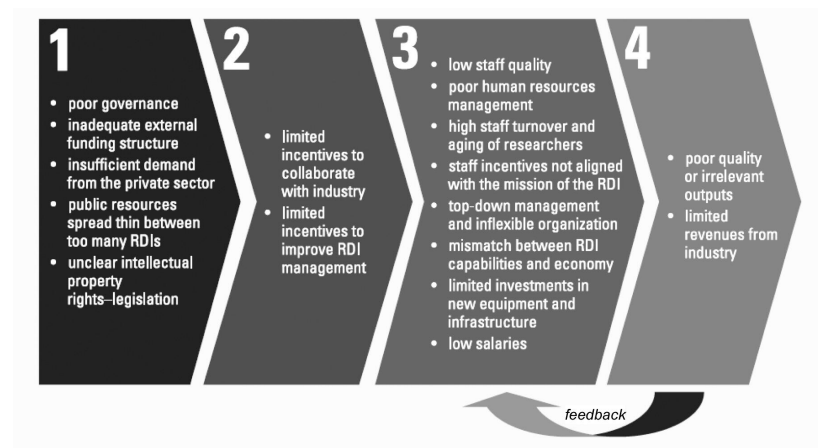 1
• poor governance
• inadequate external
funding structure
• insufficient demand
from the private sector
• public resources
spread thin between
too many RDIs
• unclear intellectual
property
rights–legislation
2
• limited
incentives to
collaborate
with industry
• limited
incentives to
improve RDI
management
3
• low staff quality
• poor human resources
management
• high staff turnover and
aging of researchers
• staff incentives not aligned
with the mission of the RDI
• top-down management
and inflexible organization
• mismatch between RDI
capabilities and economy
• limited investments in
new equipment and
infrastructure
• low salaries
4
• poor quality
or irrelevant
outputs
• limited
revenues from
industry
feedback